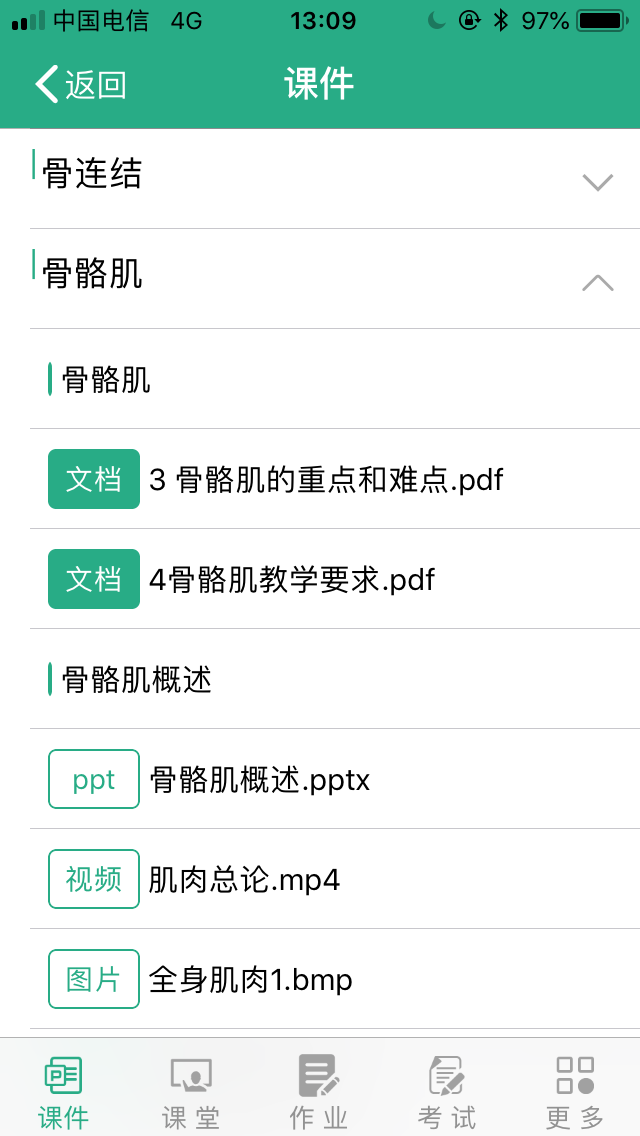 中国电信 4G 13:09 97%
返回 课件
骨连结
骨骼肌
骨骼肌
文档 3 骨骼肌的重点和难点.pdf
文档 4骨骼肌教学要求.pdf
骨骼肌概述
ppt 骨骼肌概述.pptx
视频 肌肉总论.mp4
图片 全身肌肉1.bmp
课件 课堂 作业 考试 更多